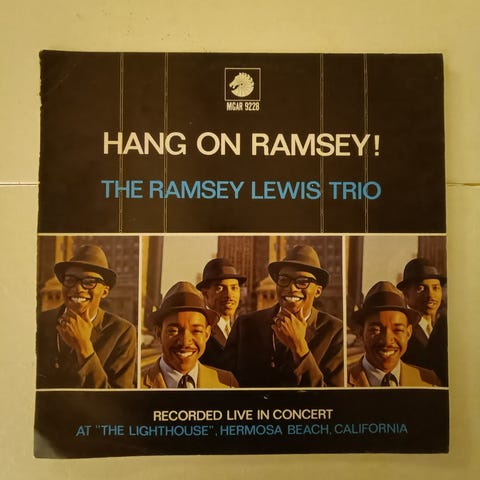 MGAR 9228
HANG ON RAMSEY!
THE RAMSEY LEWIS TRIO
RECORDED LIVE IN CONCERT
AT "THE LIGHTHOUSE", HERMOSA BEACH, CALIFORNIA